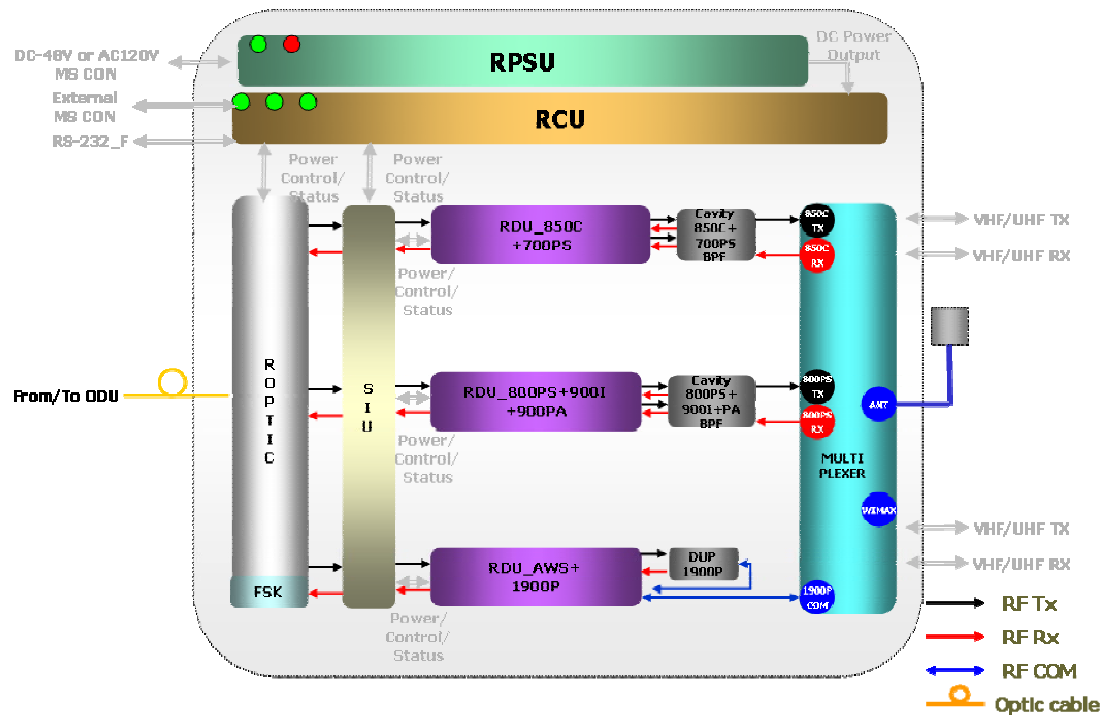 DC-48V or AC120V
MS CON
RPSU
DC Power
Output
External
MS CON
RCU
RS-232_F
Power
Control/
Status
Power
Control/
Status
RDU_850C
+700PS
Cavity
850C+
700PS
BPF
850C
TX
850C
RX
VHF/UHF TX
VHF/UHF RX
Power/
Control/
Status
From/To ODU
R
O
P
T
I
C
S
I
U
RDU_800PS+900I
+900PA
Cavity
800PS+
900I+PA
BPF
800PS
TX
800PS
RX
ANT
Power/
Control/
Status
MULTI
PLEXER
WIMAX
VHF/UHF TX
VHF/UHF RX
FSK
RDU_AWS+
1900P
DUP
1900P
1900P
COM
Power/
Control/
Status
RF Tx
RF Rx
RF COM
Optic cable